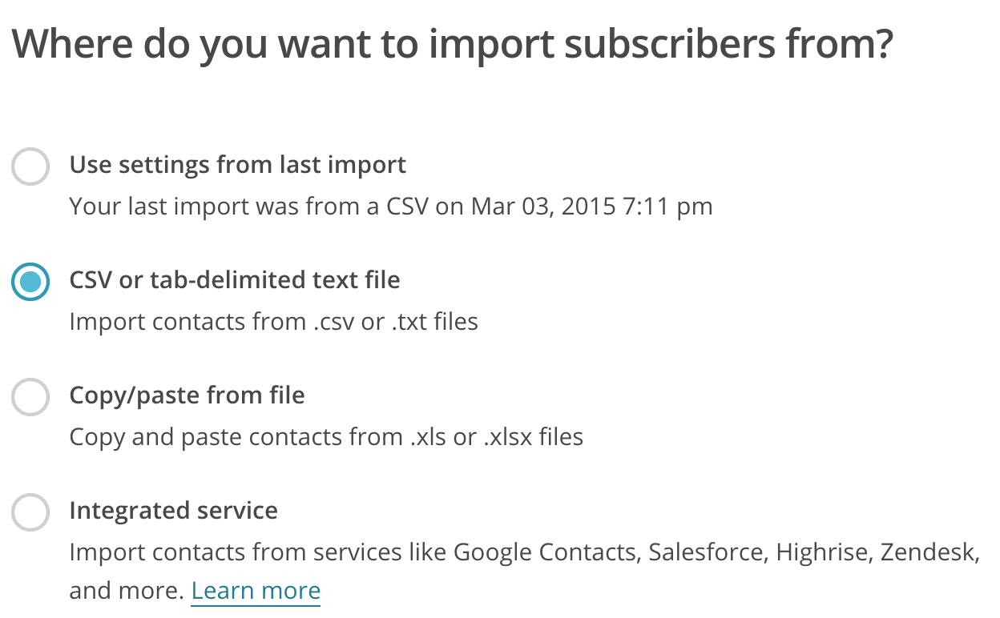 Where do you want to import subscribers from?
Use settings from last import
Your last import was from a CSV on Mar 03, 2015 7:11 pm
CSV or tab-delimited text file
Import contacts from .csv or .txt files
Copy/paste from file
Copy and paste contacts from .xls or .xlsx files
Integrated service
Import contacts from services like Google Contacts, Salesforce, Highrise, Zendesk,
and more. Learn more